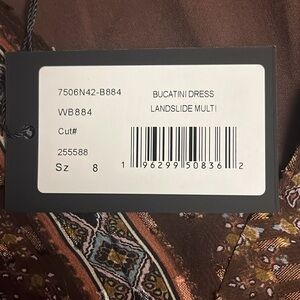 7506N42-B884
BUCATINI DRESS
WB884
LANDSLIDE MULTI
Cut#
255588
Sz 8
1 96299 50836 2